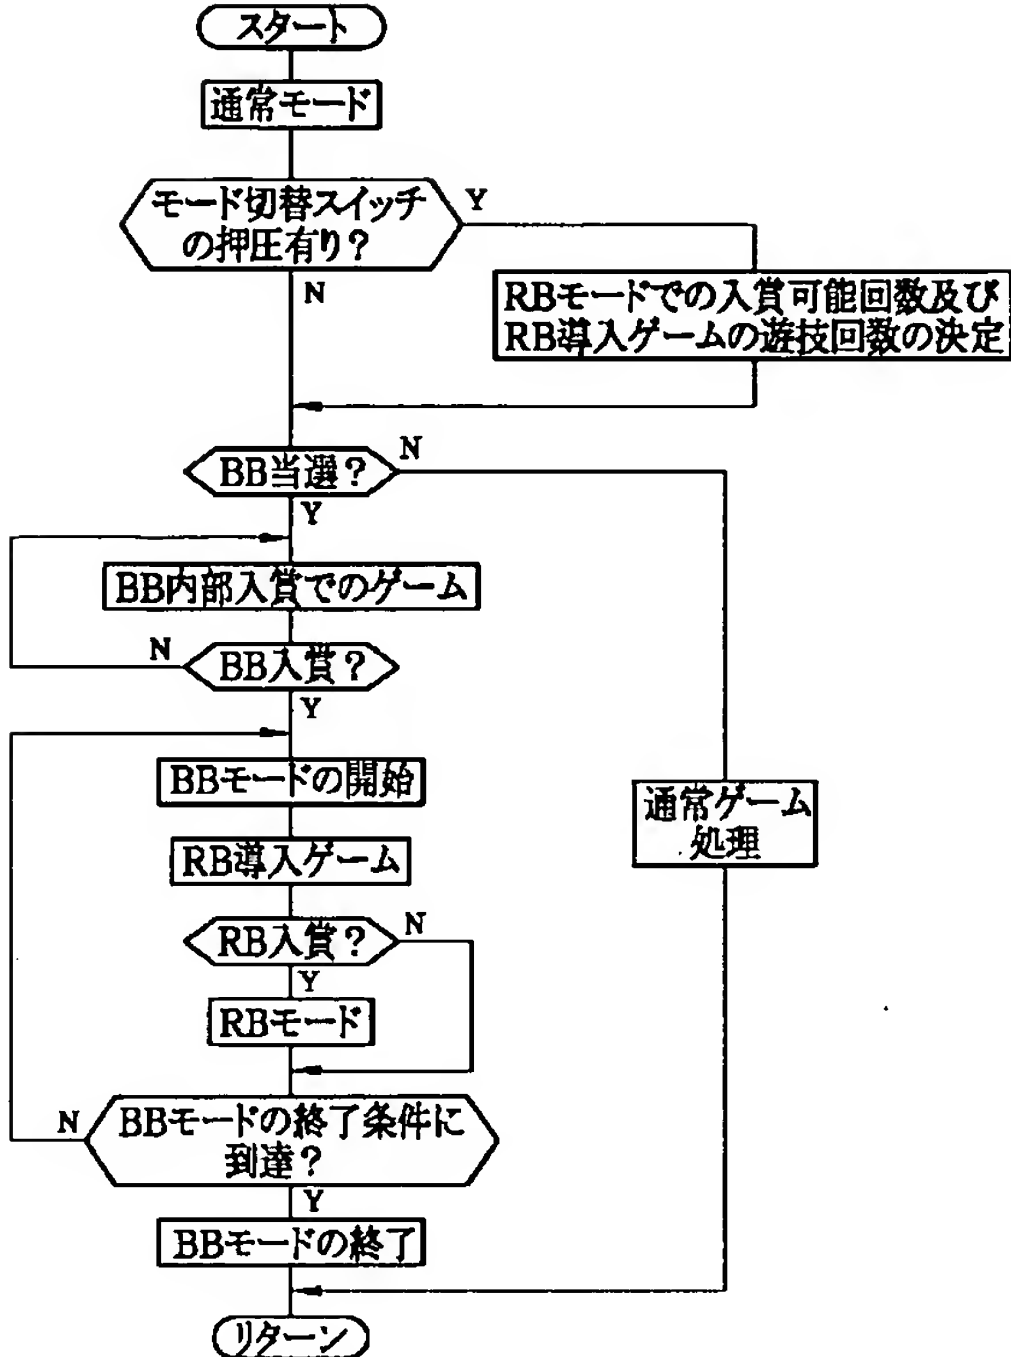 スタート
通常モード
モード切替スイッチ
の押圧有り?
Y
N
RBモードでの入賞可能回数及び
RB導入ゲームの遊技回数の決定
BB当選?
N
Y
BB内部入賞でのゲーム
N
BB入賞?
Y
BBモードの開始
通常ゲーム
処理
RB導入ゲーム
RB入賞?
N
Y
RBモード
N
BBモードの終了条件に
到達?
Y
BBモードの終了
リターン